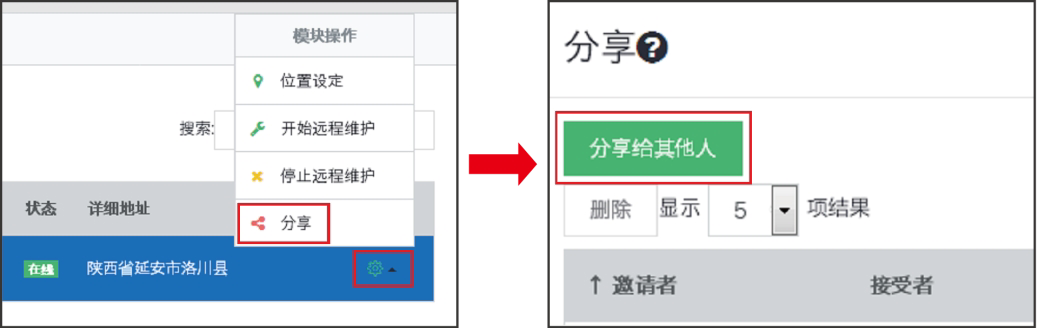 模块操作
位置设定
搜索:
开始远程维护
停止远程维护
状态 详细地址
分享
在线 陕西省延安市洛川县
分享?
分享给其他人
删除 显示 5 项结果
↑ 邀请者 接受者